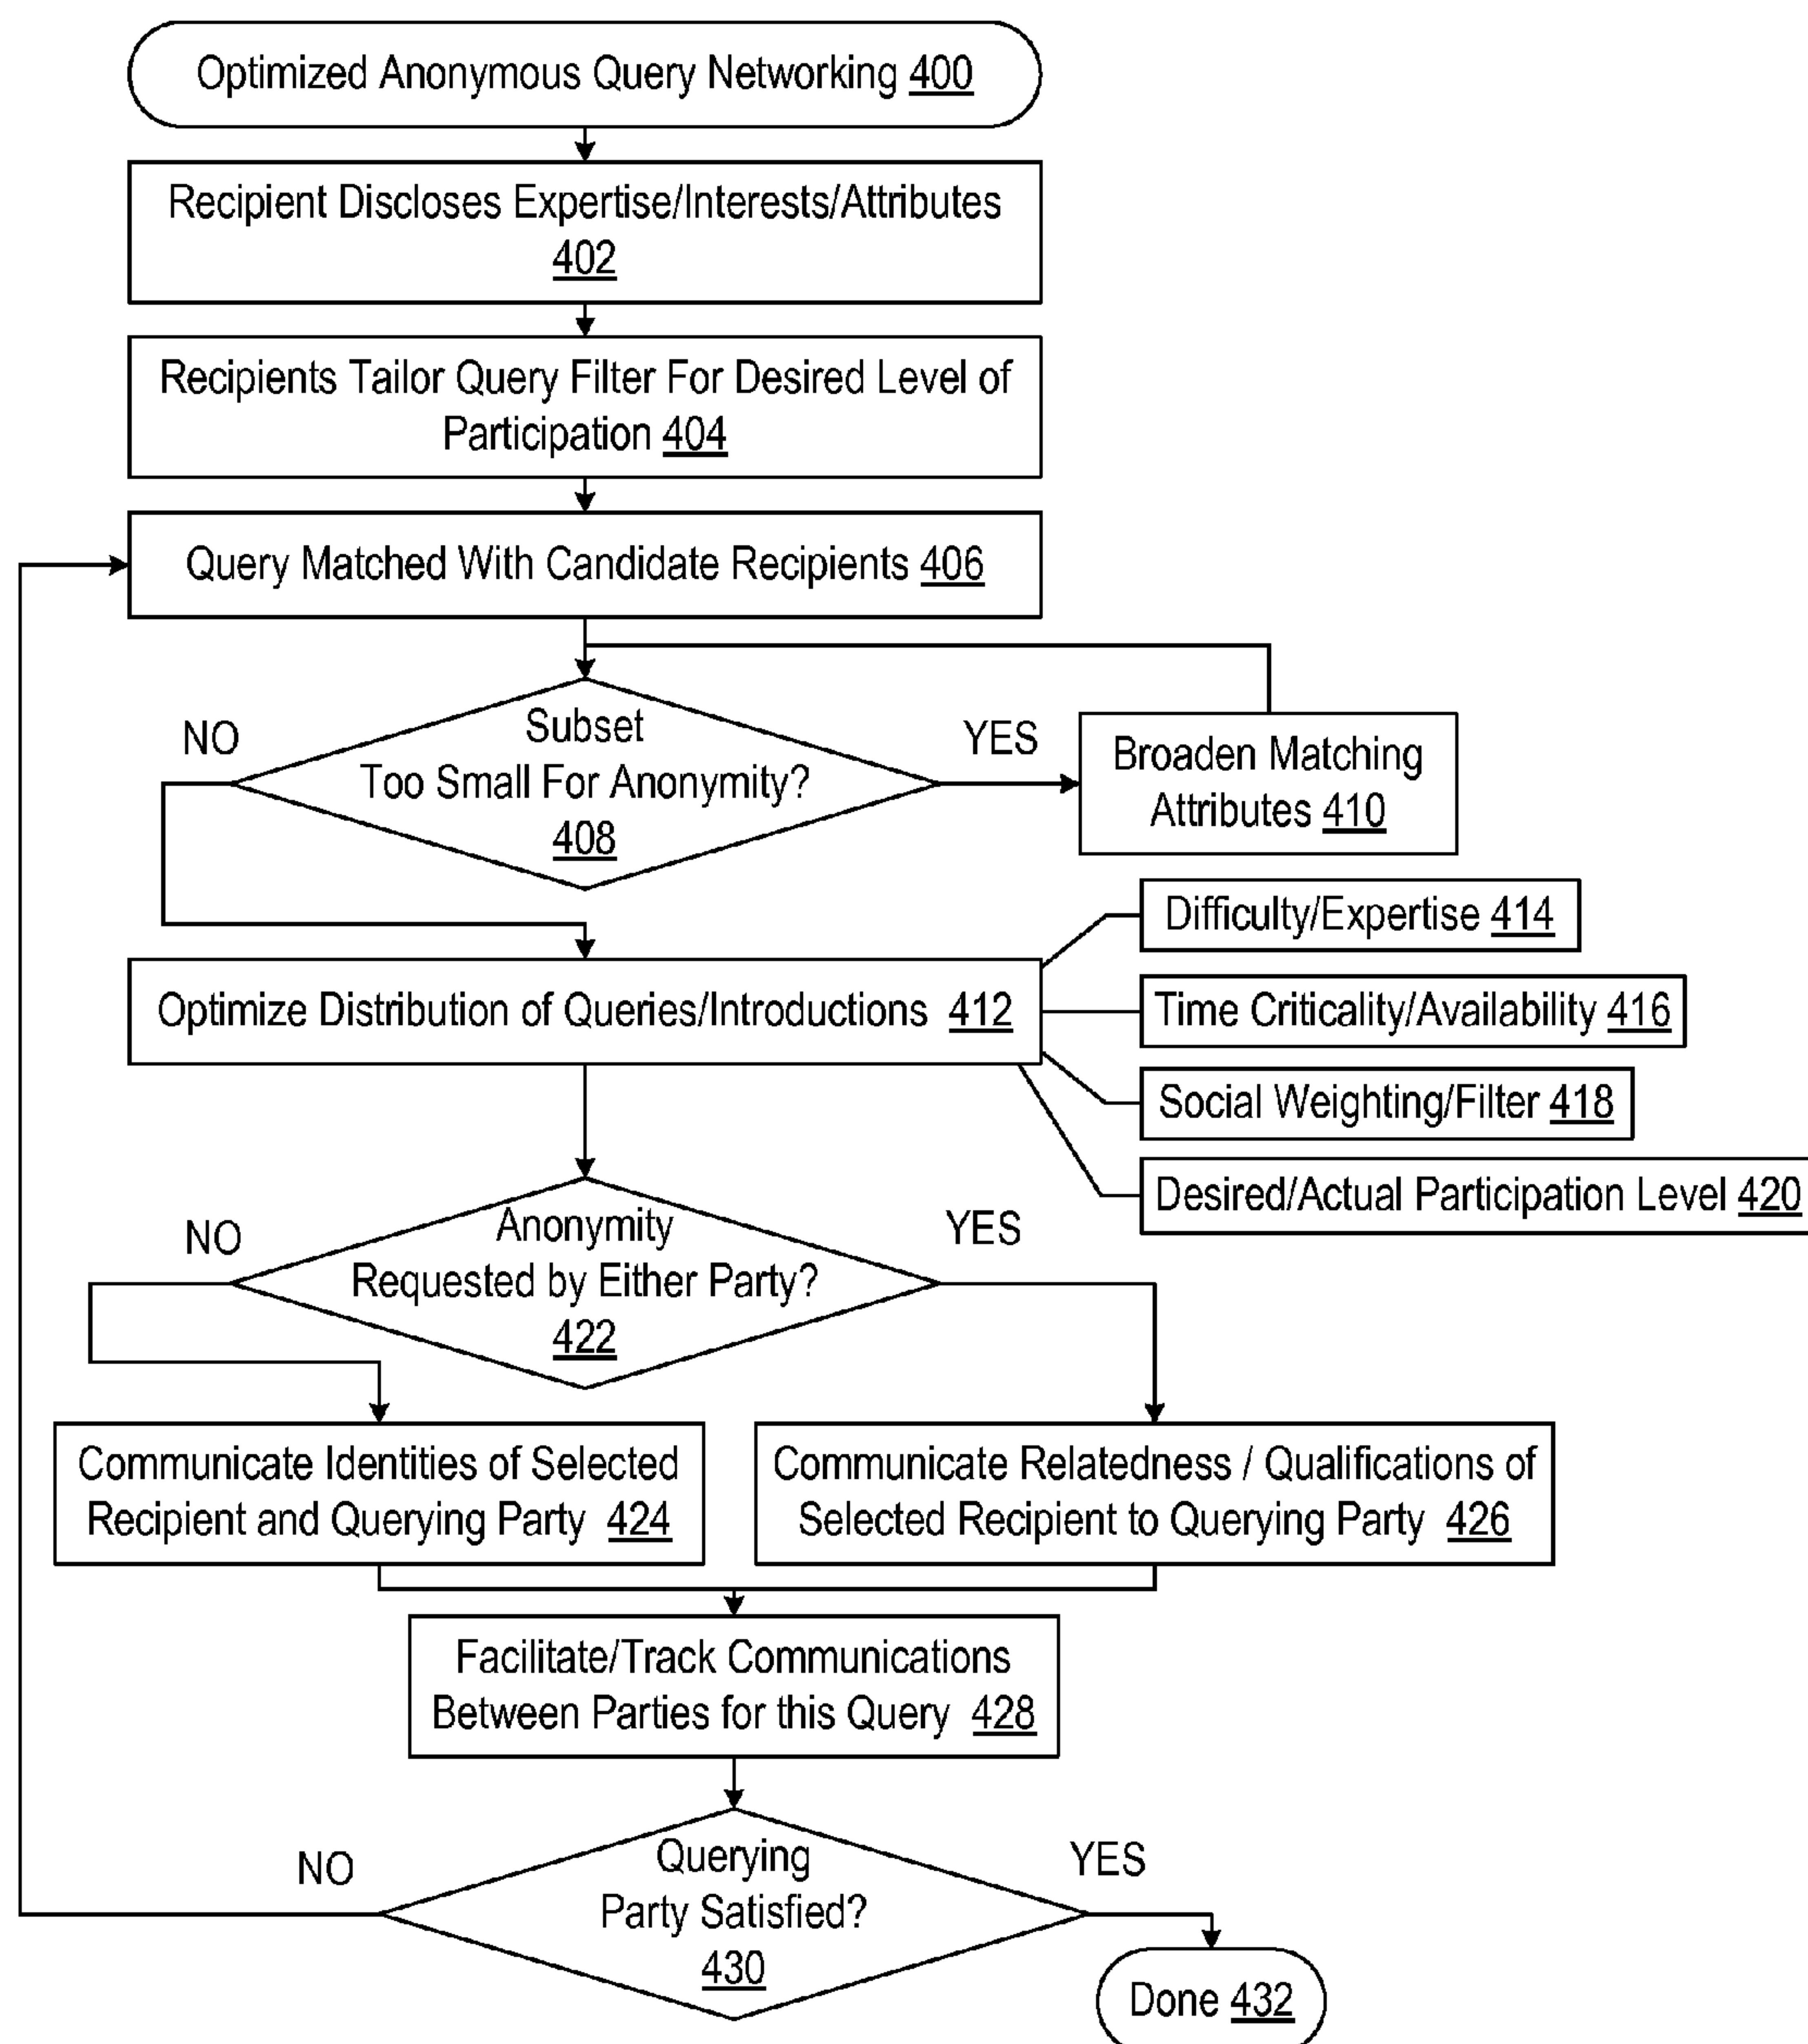 Optimized Anonymous Query Networking 400
Recipient Discloses Expertise/Interests/Attributes
402
Recipients Tailor Query Filter For Desired Level of
Participation 404
Query Matched With Candidate Recipients 406
Subset
Too Small For Anonymity?
408
NO
YES
Broaden Matching
Attributes 410
Optimize Distribution of Queries/Introductions 412
Difficulty/Expertise 414
Time Criticality/Availability 416
Social Weighting/Filter 418
Desired/Actual Participation Level 420
Anonymity
Requested by Either Party?
422
NO
YES
Communicate Identities of Selected
Recipient and Querying Party 424
Communicate Relatedness / Qualifications of
Selected Recipient to Querying Party 426
Facilitate/Track Communications
Between Parties for this Query 428
Querying
Party Satisfied?
430
NO
YES
Done 432